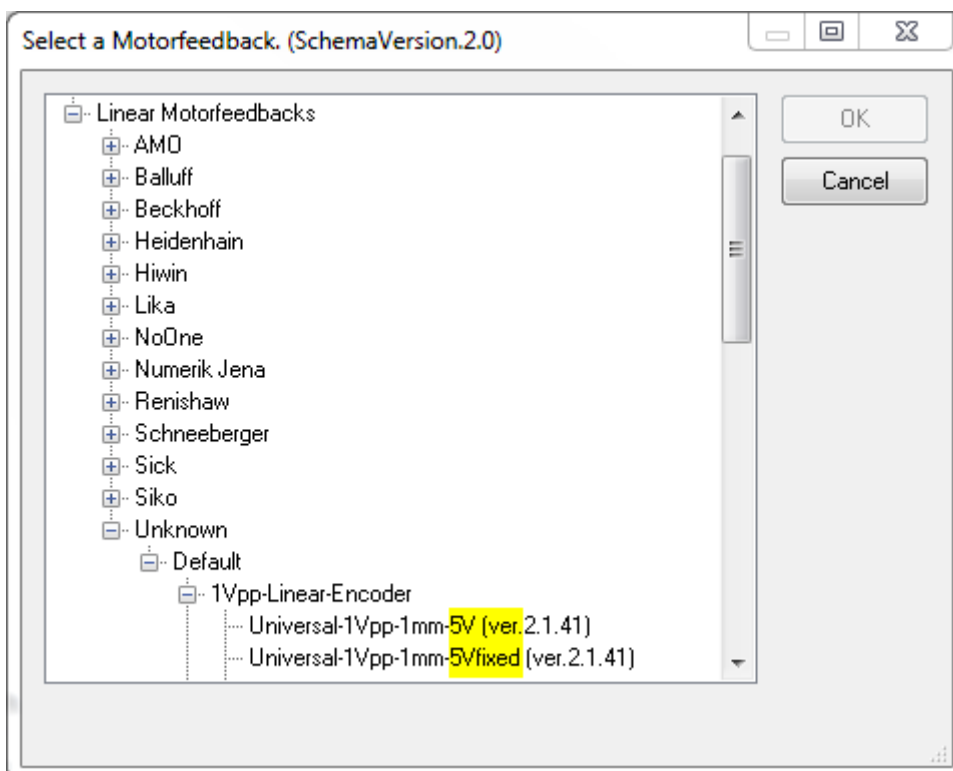 Select a Motorfeedback. (SchemaVersion.2.0)
Linear Motorfeedbacks
OK
AMO
Balluff
Cancel
Beckhoff
Heidenhain
Hiwin
Lika
NoOne
Numerik Jena
Renishaw
Schneeberger
Sick
Siko
Unknown
Default
1Vpp-Linear-Encoder
Universal-1Vpp-1mm-5V (ver.2.1.41)
Universal-1Vpp-1mm-5Vfixed (ver.2.1.41)